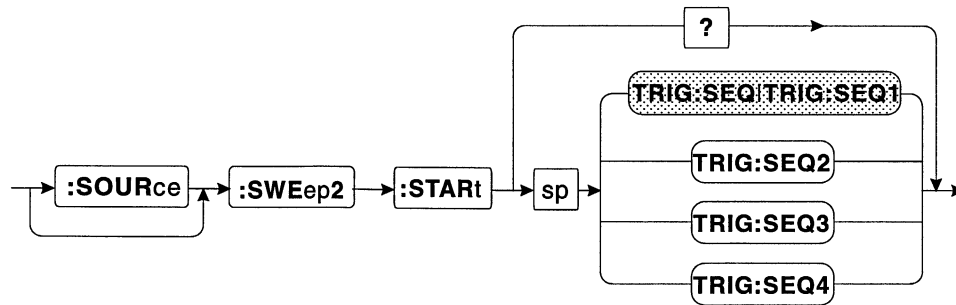 ?
TRIG:SEQ|TRIG:SEQ1
:SOURce
:SWEep2
:STARt
sp
TRIG:SEQ2
TRIG:SEQ3
TRIG:SEQ4